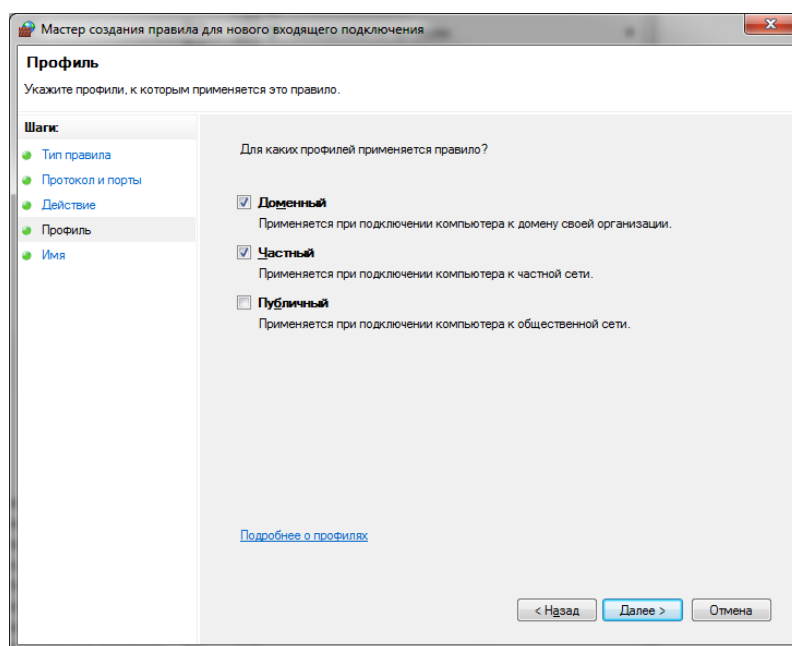 Мастер создания правила для нового входящего подключения
Профиль
Укажите профили, к которым применяется это правило.
Шаги:
Тип правила
Протокол и порты
Действие
Профиль
Имя
Для каких профилей применяется правило?
Доменный
Применяется при подключении компьютера к домену своей организации.
Частный
Применяется при подключении компьютера к частной сети.
Публичный
Применяется при подключении компьютера к общественной сети.
Подробнее о профилях
< Назад Далее > Отмена